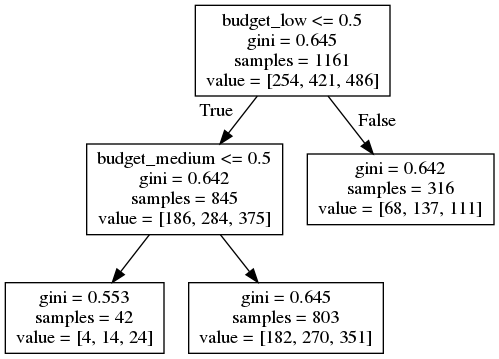 budget_low <= 0.5
gini = 0.645
samples = 1161
value = [254, 421, 486]
True
False
budget_medium <= 0.5
gini = 0.642
samples = 845
value = [186, 284, 375]
gini = 0.642
samples = 316
value = [68, 137, 111]
gini = 0.553
samples = 42
value = [4, 14, 24]
gini = 0.645
samples = 803
value = [182, 270, 351]